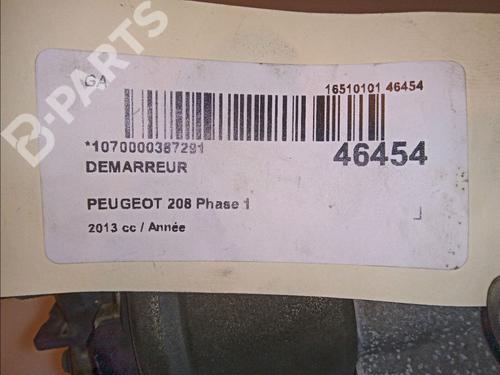 GA
16510101 46454
*1070000387291
46454
DEMARREUR
PEUGEOT 208 Phase 1
2013 cc / Année
L
B-PARTS